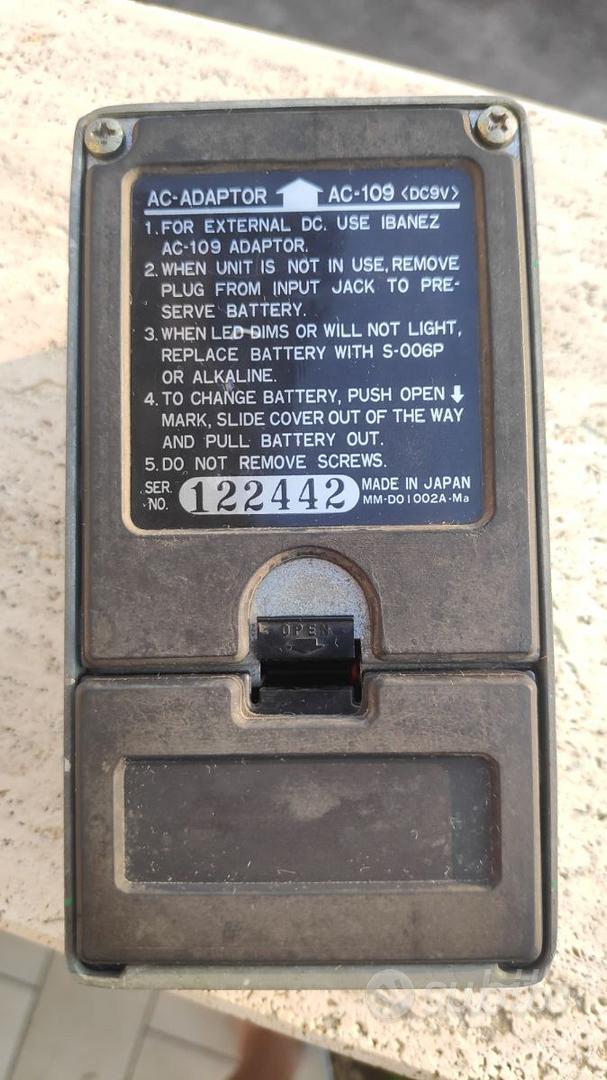 AC-ADAPTOR AC-109 <DC9V>
1. FOR EXTERNAL DC. USE IBANEZ
AC-109 ADAPTOR.
2. WHEN UNIT IS NOT IN USE, REMOVE
PLUG FROM INPUT JACK TO PRE-
SERVE BATTERY.
3. WHEN LED DIMS OR WILL NOT LIGHT,
REPLACE BATTERY WITH S-006P
OR ALKALINE.
4. TO CHANGE BATTERY, PUSH OPEN
MARK, SLIDE COVER OUT OF THE WAY
AND PULL BATTERY OUT.
5. DO NOT REMOVE SCREWS.
SER. NO. 122442 MADE IN JAPAN
MM-D01002A-Ma
OPEN
subito